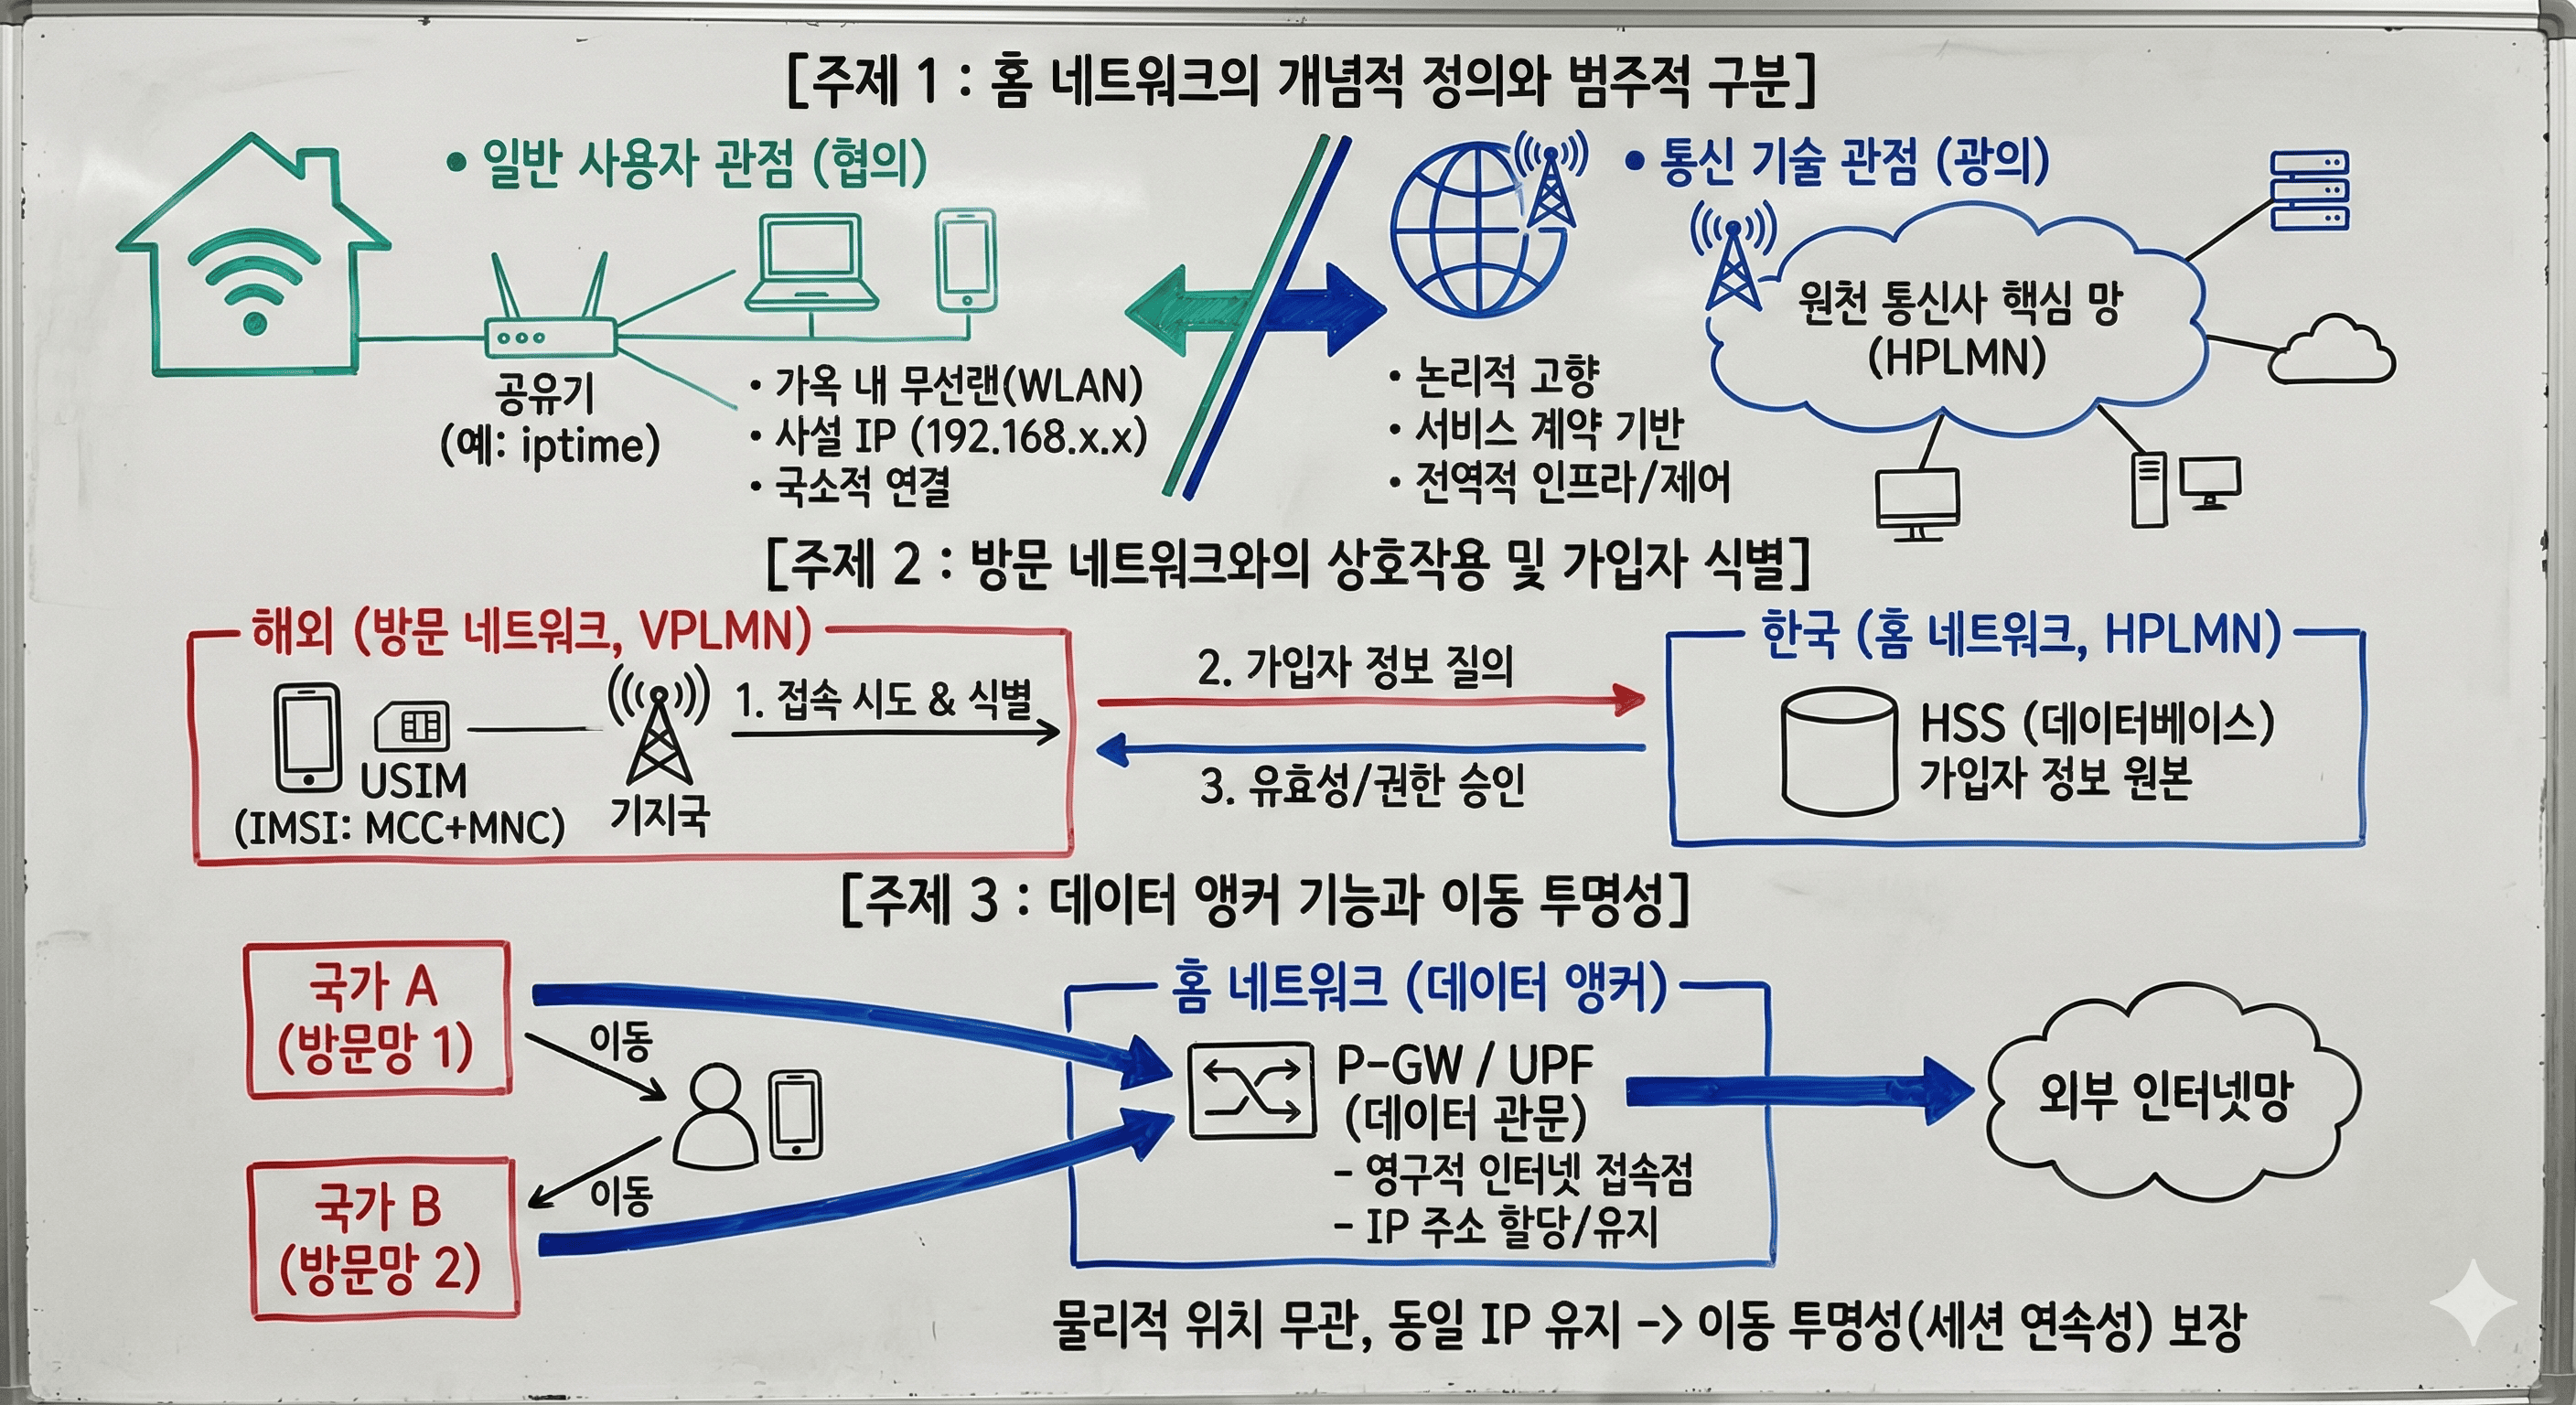 [주제 1 : 홈 네트워크의 개념적 정의와 범주적 구분]
• 일반 사용자 관점 (협의)
공유기
(예: iptime)
• 가옥 내 무선랜(WLAN)
• 사설 IP (192.168.x.x)
• 국소적 연결
• 통신 기술 관점 (광의)
원천 통신사 핵심 망
(HPLMN)
• 논리적 고향
• 서비스 계약 기반
• 전역적 인프라/제어
[주제 2 : 방문 네트워크와의 상호작용 및 가입자 식별]
해외 (방문 네트워크, VPLMN)
USIM
(IMSI: MCC+MNC)
기지국
1. 접속 시도 & 식별
2. 가입자 정보 질의
3. 유효성/권한 승인
한국 (홈 네트워크, HPLMN)
HSS (데이터베이스)
가입자 정보 원본
[주제 3 : 데이터 앵커 기능과 이동 투명성]
국가 A
(방문망 1)
이동
국가 B
(방문망 2)
이동
홈 네트워크 (데이터 앵커)
P-GW / UPF
(데이터 관문)
- 영구적 인터넷 접속점
- IP 주소 할당/유지
외부 인터넷망
물리적 위치 무관, 동일 IP 유지 -> 이동 투명성(세션 연속성) 보장